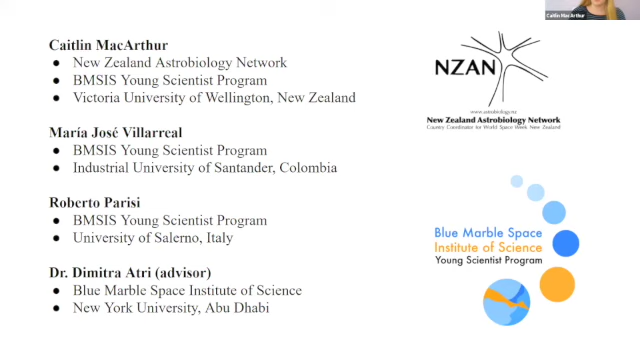 Caitlin MacArthur
● New Zealand Astrobiology Network
● BMSIS Young Scientist Program
● Victoria University of Wellington, New Zealand
María José Villarreal
● BMSIS Young Scientist Program
● Industrial University of Santander, Colombia
Roberto Parisi
● BMSIS Young Scientist Program
● University of Salerno, Italy
Dr. Dimitra Atri (advisor)
● Blue Marble Space Institute of Science
● New York University, Abu Dhabi
Caitlin MacArthur
NZAN
www.astrobiology.nz
New Zealand Astrobiology Network
Country Coordinator for World Space Week, New Zealand
Blue Marble Space
Institute of Science
Young Scientist Program